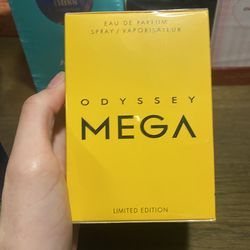 EAU DE PARFUM
SPRAY / VAPORISATEUR
ODYSSEY
MEGA
LIMITED EDITION